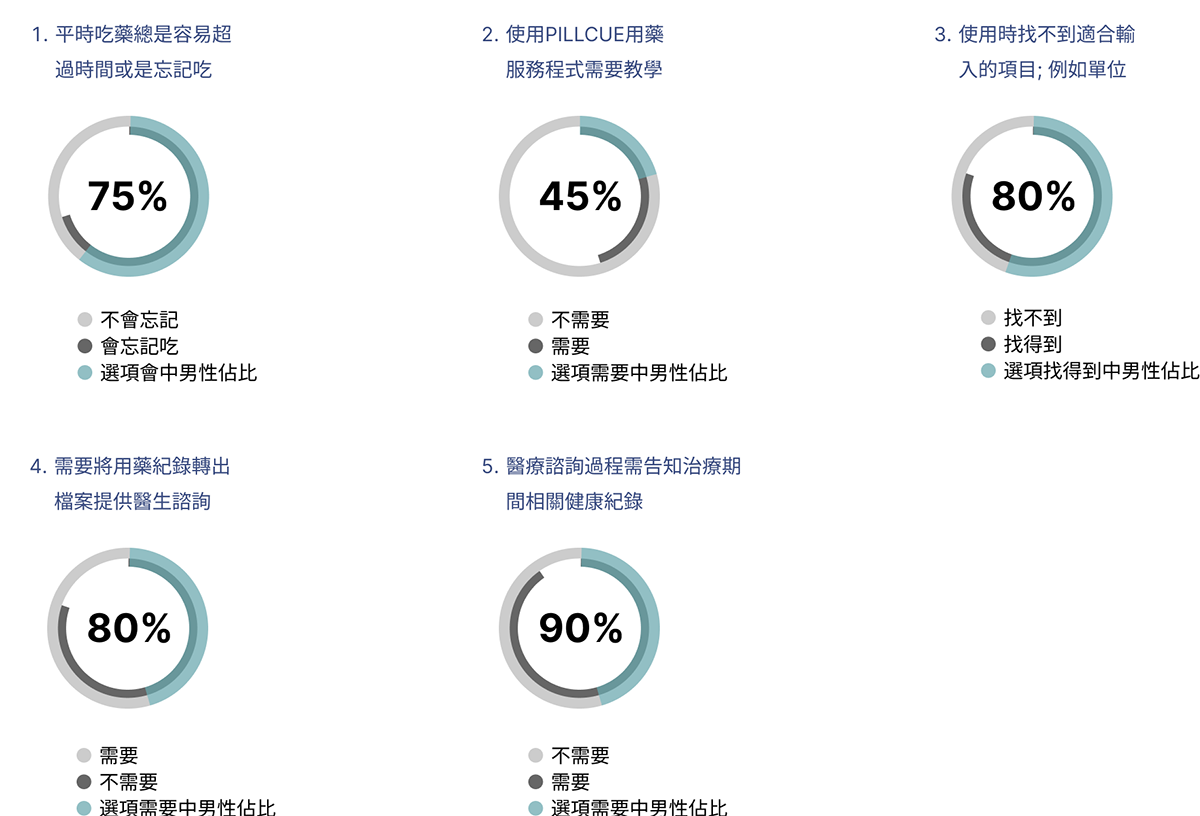 1. 平時吃藥總是容易超
過時間或是忘記吃
75%
不會忘記
會忘記吃
選項會中男性佔比
2. 使用PILLCUE用藥
服務程式需要教學
45%
不需要
需要
選項需要中男性佔比
3. 使用時找不到適合輸
入的項目; 例如單位
80%
找不到
找得到
選項找得到中男性佔比
4. 需要將用藥紀錄轉出
檔案提供醫生諮詢
80%
需要
不需要
選項需要中男性佔比
5. 醫療諮詢過程需告知治療期
間相關健康紀錄
90%
不需要
需要
選項需要中男性佔比